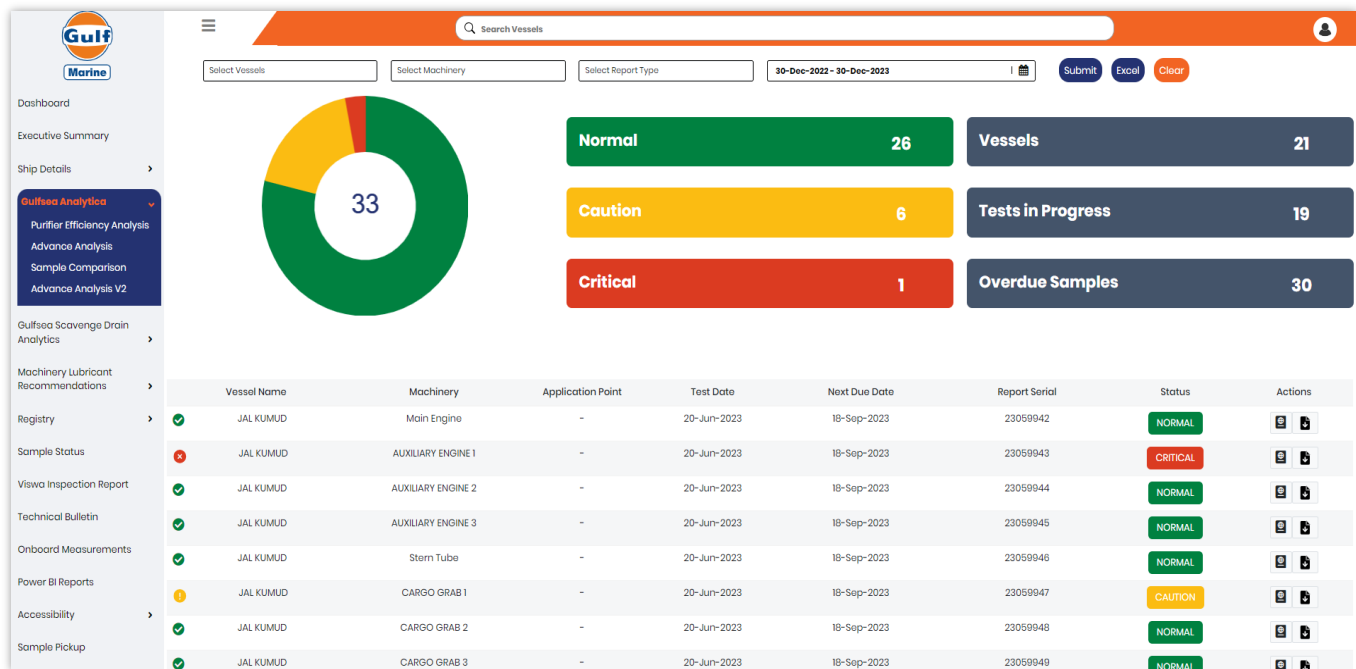 Gulf
Marine
Search Vessels
Select Vessels
Select Machinery
Select Report Type
30-Dec-2022 - 30-Dec-2023
Submit
Excel
Clear
Dashboard
Executive Summary
Ship Details
Gulfsea Analytica
Purifier Efficiency Analysis
Advance Analysis
Sample Comparison
Advance Analysis V2
Gulfsea Scavenge Drain
Analytics
Machinery Lubricant
Recommendations
Registry
Sample Status
Viswa Inspection Report
Technical Bulletin
Onboard Measurements
Power BI Reports
Accessibility
Sample Pickup
33
Normal 26
Vessels 21
Caution 6
Tests in Progress 19
Critical 1
Overdue Samples 30
Vessel Name Machinery Application Point Test Date Next Due Date Report Serial Status Actions
JAL KUMUD Main Engine - 20-Jun-2023 18-Sep-2023 23059942 NORMAL
JAL KUMUD AUXILIARY ENGINE 1 - 20-Jun-2023 18-Sep-2023 23059943 CRITICAL
JAL KUMUD AUXILIARY ENGINE 2 - 20-Jun-2023 18-Sep-2023 23059944 NORMAL
JAL KUMUD AUXILIARY ENGINE 3 - 20-Jun-2023 18-Sep-2023 23059945 NORMAL
JAL KUMUD Stern Tube - 20-Jun-2023 18-Sep-2023 23059946 NORMAL
JAL KUMUD CARGO GRAB 1 - 20-Jun-2023 18-Sep-2023 23059947 CAUTION
JAL KUMUD CARGO GRAB 2 - 20-Jun-2023 18-Sep-2023 23059948 NORMAL
JAL KUMUD CARGO GRAB 3 - 20-Jun-2023 18-Sep-2023 23059949 NORMAL